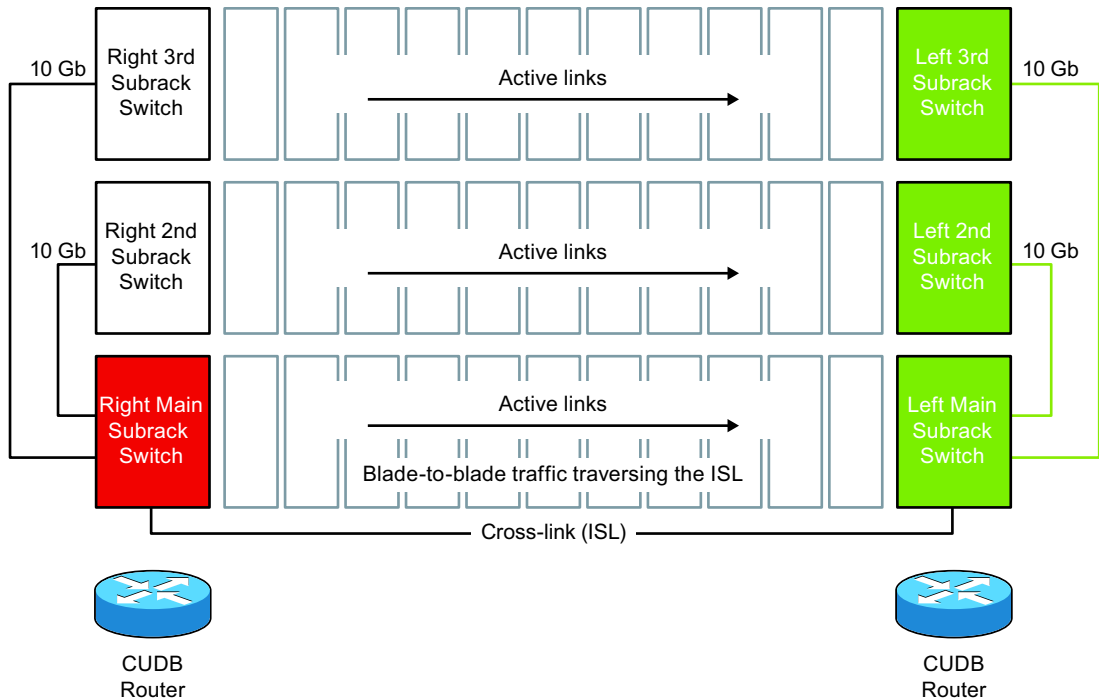 Right 3rd
Subrack
Switch
10 Gb
Active links
Left 3rd
Subrack
Switch
10 Gb
Right 2nd
Subrack
Switch
10 Gb
Active links
Left 2nd
Subrack
Switch
10 Gb
Right Main
Subrack
Switch
Active links
Blade-to-blade traffic traversing the ISL
Left Main
Subrack
Switch
Cross-link (ISL)
CUDB
Router
CUDB
Router